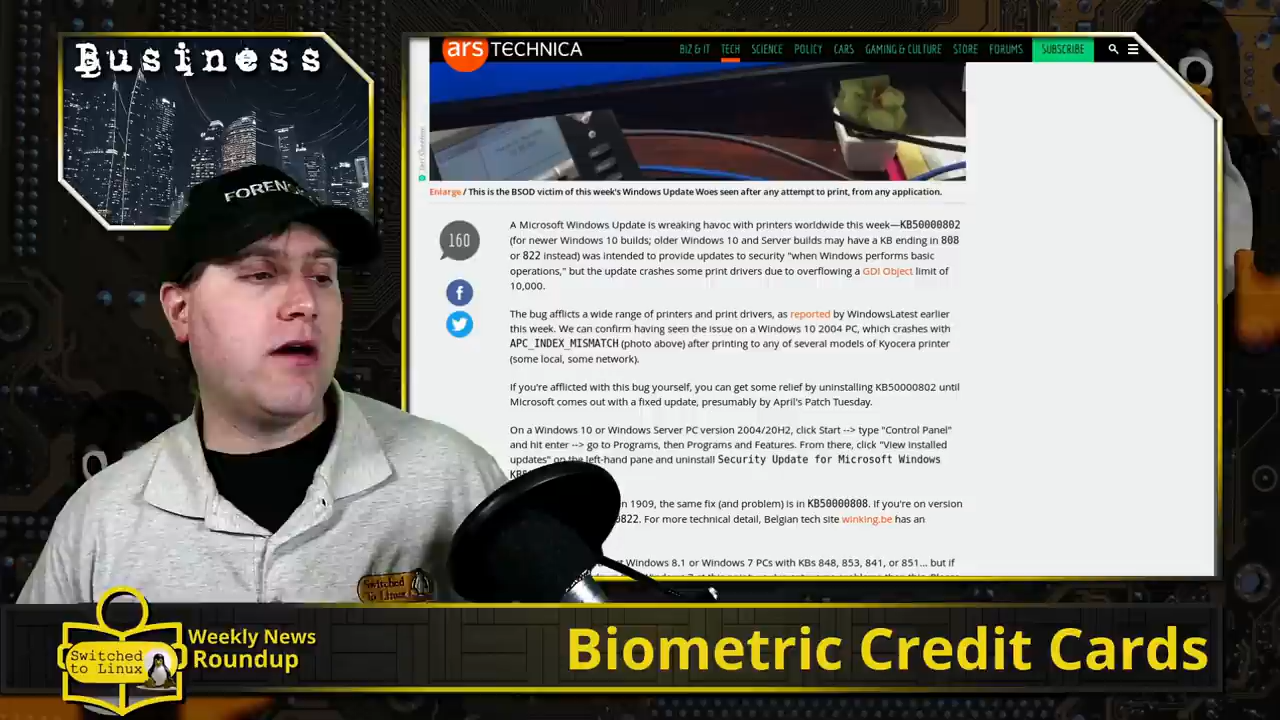 Business
ars TECHNICA
BIZ & IT TECH SCIENCE POLICY CARS GAMING & CULTURE STORE FORUMS SUBSCRIBE
Enlarge / This is the BSOD victim of this week's Windows Update Woes seen after any attempt to print, from any application.
160
A Microsoft Windows Update is wreaking havoc with printers worldwide this week—KB50000802
(for newer Windows 10 builds; older Windows 10 and Server builds may have a KB ending in 808
or 822 instead) was intended to provide updates to security "when Windows performs basic
operations," but the update crashes some print drivers due to overflowing a GDI Object limit of
10,000.
The bug afflicts a wide range of printers and print drivers, as reported by WindowsLatest earlier
this week. We can confirm having seen the issue on a Windows 10 2004 PC, which crashes with
APC_INDEX_MISMATCH (photo above) after printing to any of several models of Kyocera printer
(some local, some network).
If you're afflicted with this bug yourself, you can get some relief by uninstalling KB50000802 until
Microsoft comes out with a fixed update, presumably by April's Patch Tuesday.
On a Windows 10 or Windows Server PC version 2004/20H2, click Start --> type "Control Panel"
and hit enter --> go to Programs, then Programs and Features. From there, click "View installed
updates" on the left-hand pane and uninstall Security Update for Microsoft Windows
1909, the same fix (and problem) is in KB50000808. If you're on version
For more technical detail, Belgian tech site winking.be has an
Windows 8.1 or Windows 7 PCs with KBs 848, 853, 841, or 851... but if
Switched
To Linux
Switched
to Linux
Weekly News
Roundup
Biometric Credit Cards